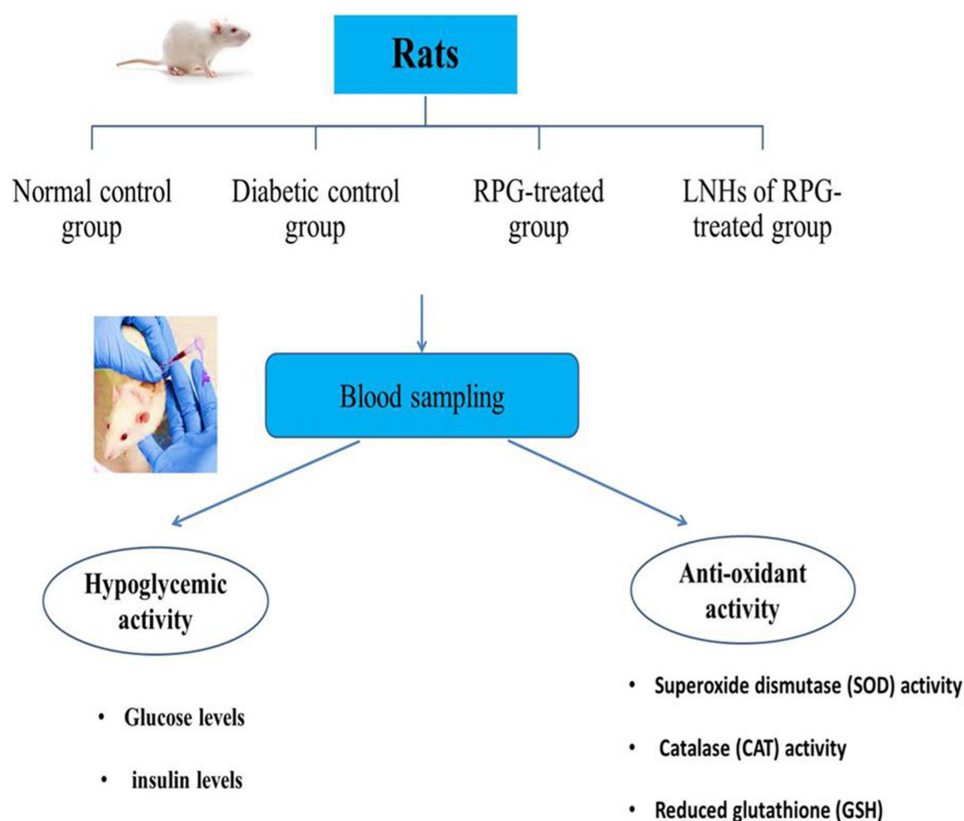 Rats
Normal control
group
Diabetic control
group
RPG-treated
group
LNHs of RPG-
treated group
Blood sampling
Hypoglycemic
activity
Anti-oxidant
activity
• Glucose levels
• insulin levels
• Superoxide dismutase (SOD) activity
• Catalase (CAT) activity
• Reduced glutathione (GSH)